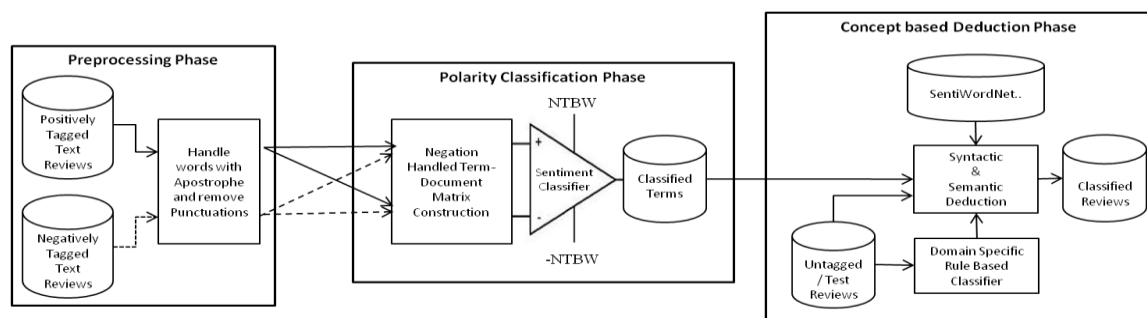 Preprocessing Phase
Positively
Tagged
Text
Reviews
Negatively
Tagged
Text
Reviews
Handle
words with
Apostrophe
and remove
Punctuations
Polarity Classification Phase
Negation
Handled Term-
Document
Matrix
Construction
NTBW
+
Sentiment
Classifier
-
-NTBW
Classified
Terms
Concept based Deduction Phase
SentiWordNet..
Syntactic
&
Semantic
Deduction
Classified
Reviews
Untagged
/ Test
Reviews
Domain Specific
Rule Based
Classifier